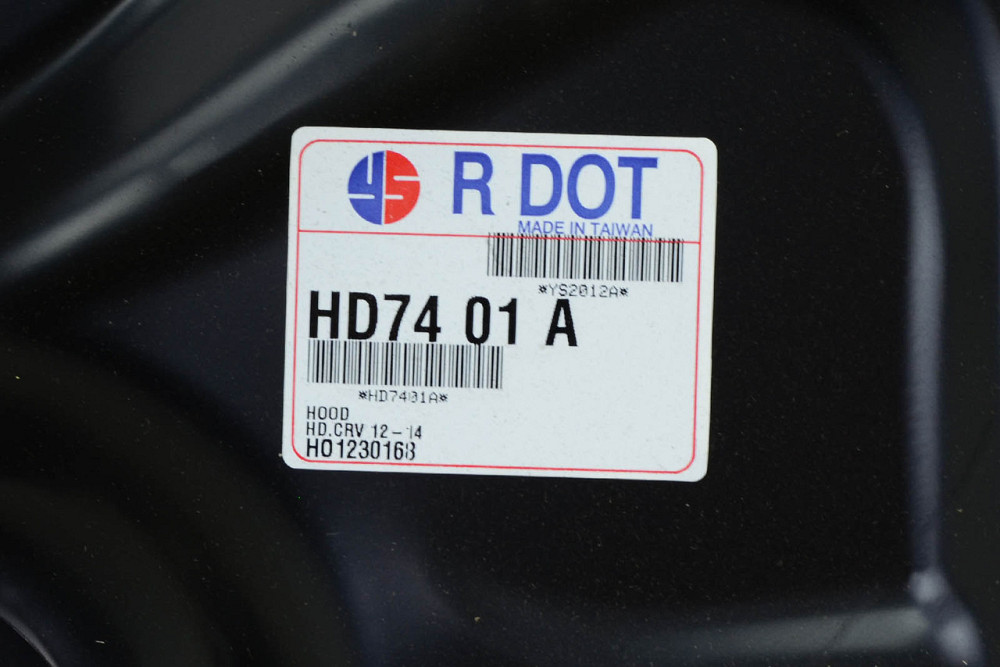 YS R DOT
MADE IN TAIWAN
*YS2012A*
HD74 01 A
*HD7401A*
HOOD
HD.CRV 12-14
HO1230168